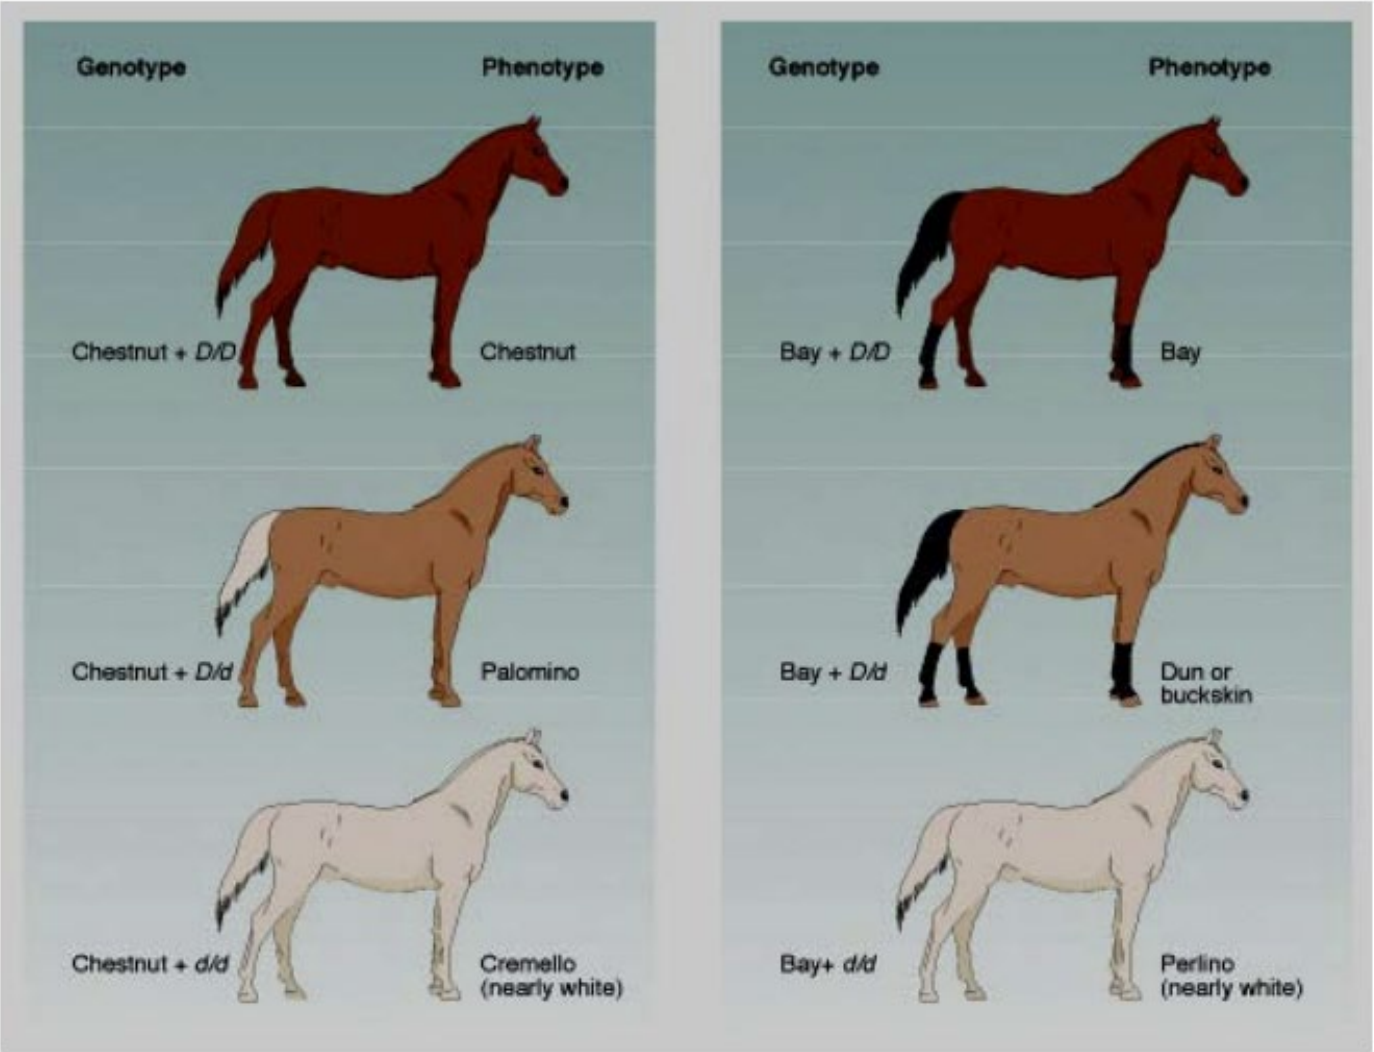 Genotype Phenotype
Chestnut + D/D Chestnut
Chestnut + D/d Palomino
Chestnut + d/d Cremello
(nearly white)
Genotype Phenotype
Bay + D/D Bay
Bay + D/d Dun or
buckskin
Bay+ d/d Perlino
(nearly white)